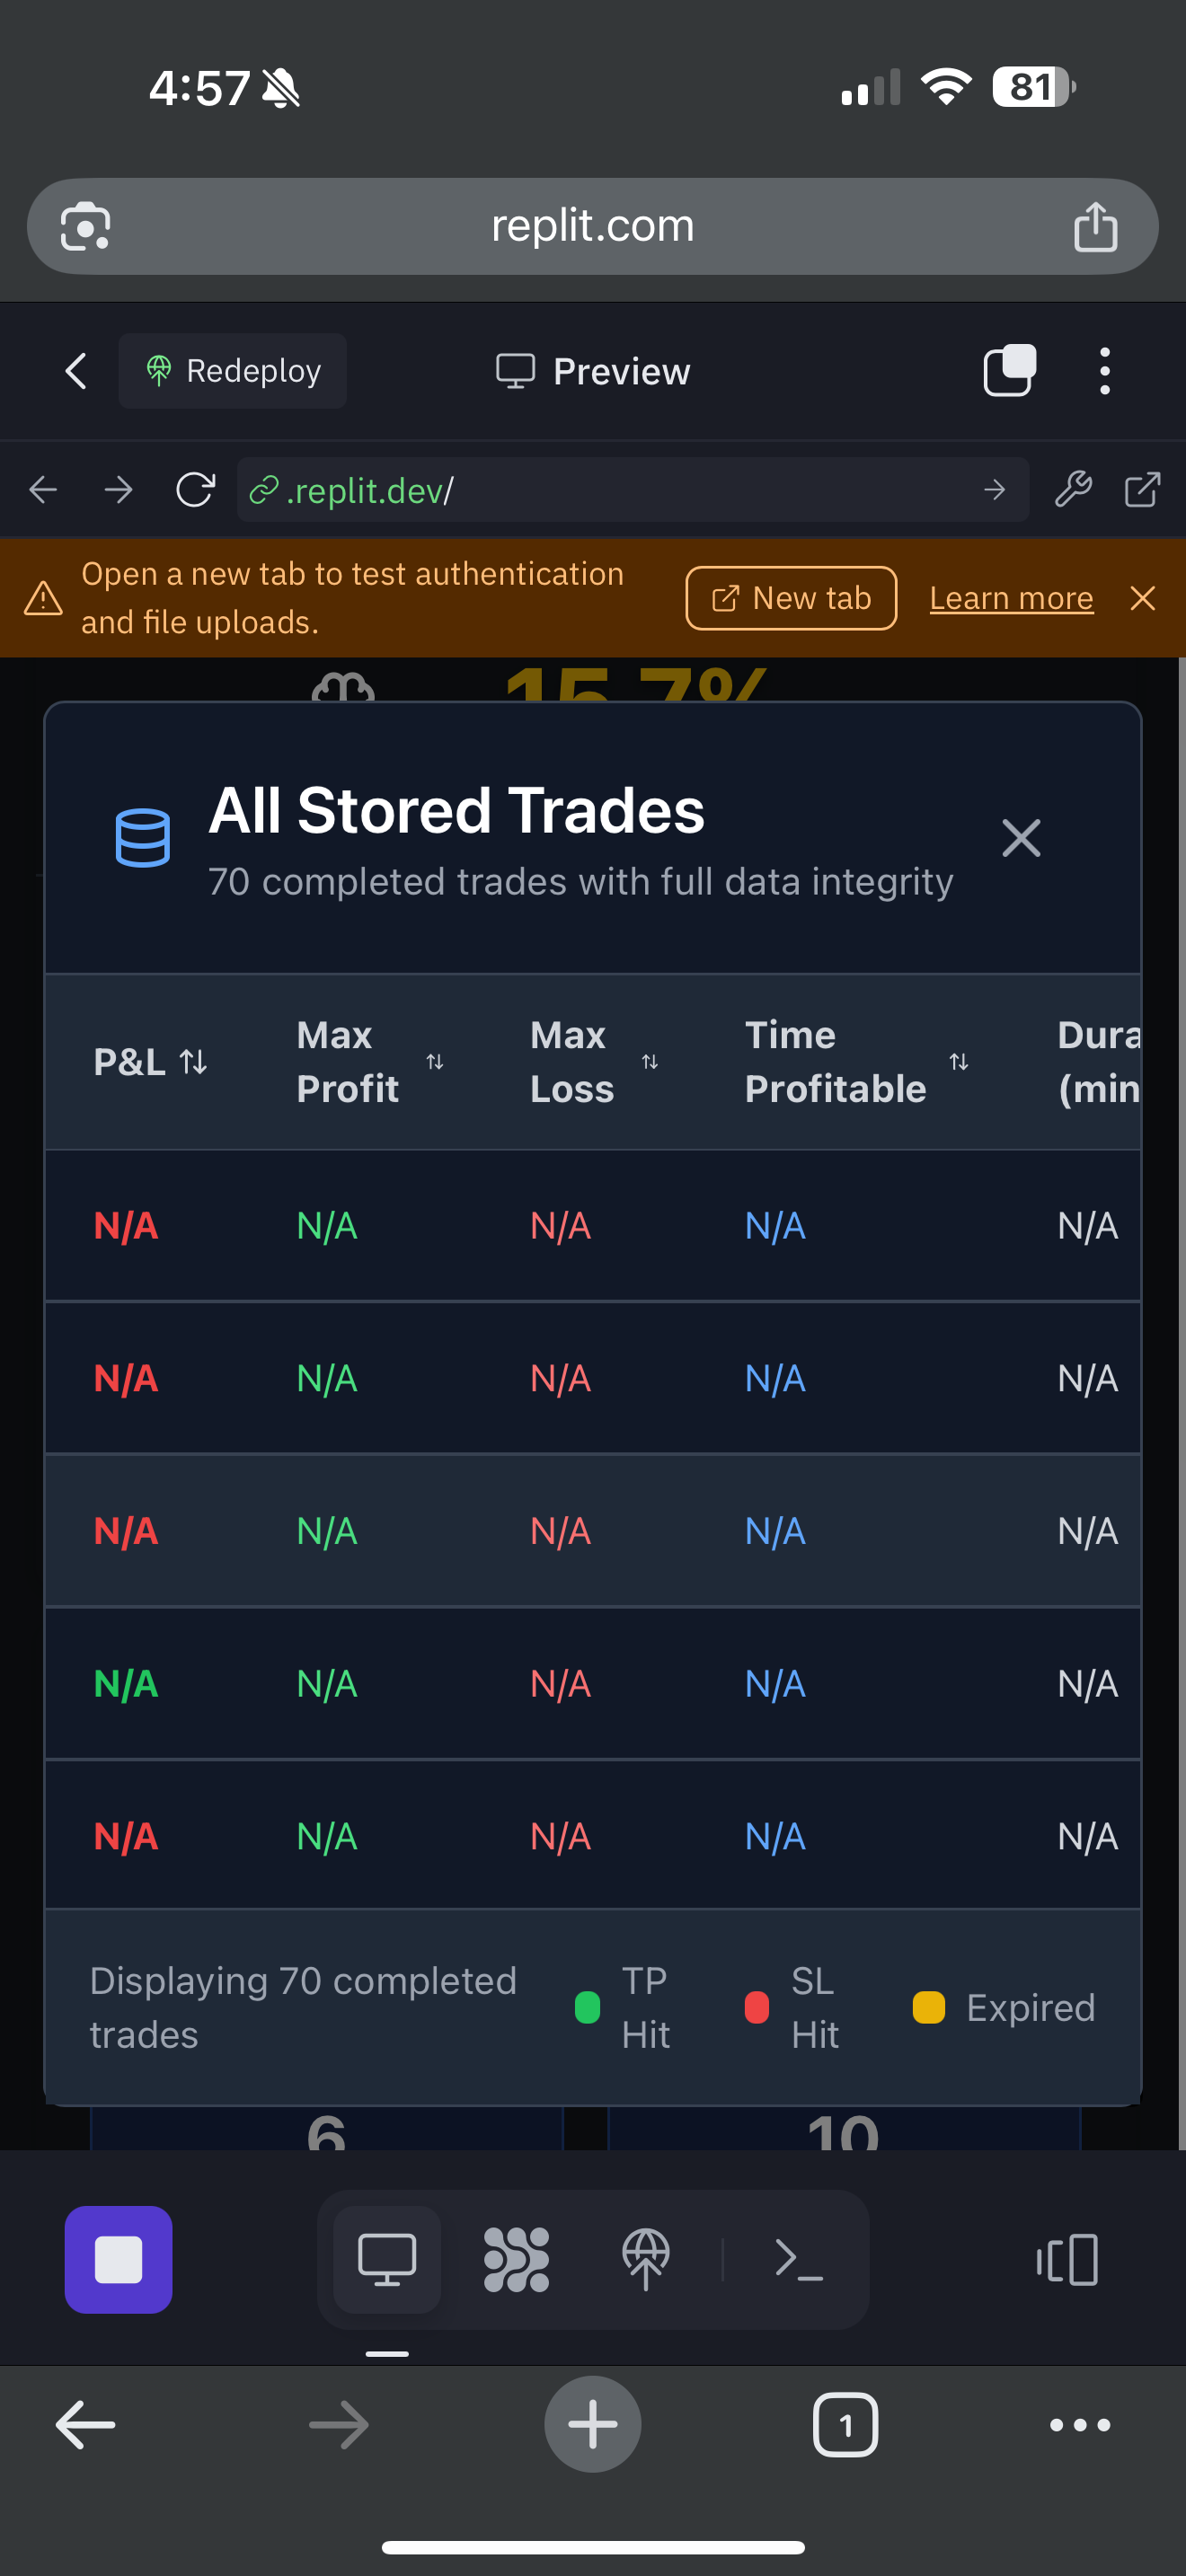 4:57
81
replit.com
Redeploy
Preview
.replit.dev/
Open a new tab to test authentication
and file uploads.
New tab
Learn more
15.7%
All Stored Trades
70 completed trades with full data integrity
P&L
Max
Profit
Max
Loss
Time
Profitable
Dura
(min
N/A N/A N/A N/A N/A
N/A N/A N/A N/A N/A
N/A N/A N/A N/A N/A
N/A N/A N/A N/A N/A
N/A N/A N/A N/A N/A
Displaying 70 completed
trades
TP
Hit
SL
Hit
Expired
6
10
1